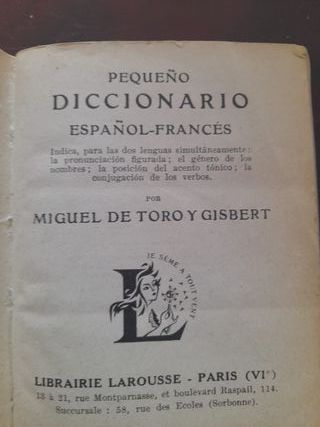 PEQUEÑO
DICCIONARIO
ESPAÑOL-FRANCÉS
Indica, para las dos lenguas simultáneamente:
la pronunciación figurada; el género de los
nombres; la posición del acento tónico; la
conjugación de los verbos.
POR
MIGUEL DE TORO Y GISBERT
JE SÈME A TOUT VENT
L
LIBRAIRIE LAROUSSE - PARIS (VIᵉ)
13 à 21, rue Montparnasse, et boulevard Raspail, 114.
Succursale : 58, rue des Ecoles (Sorbonne).